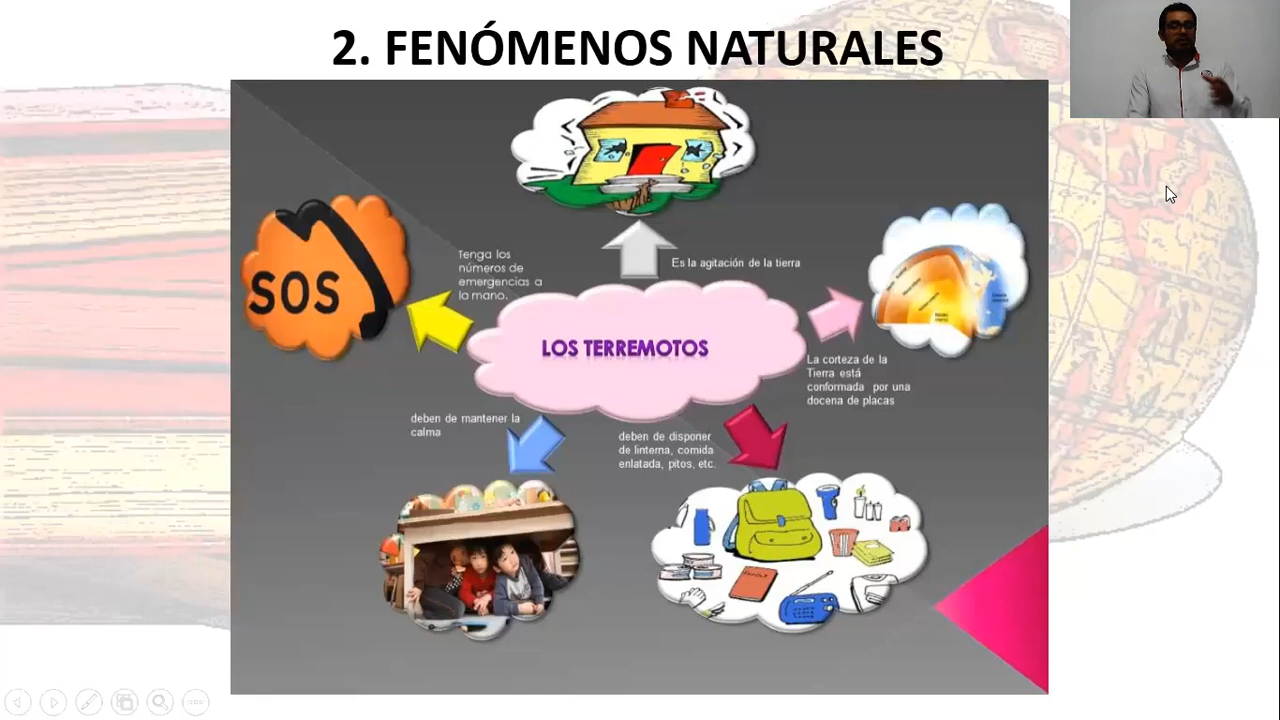 2. FENÓMENOS NATURALES
Tenga los
números de
emergencias a
la mano.
Es la agitación de la tierra
SOS
LOS TERREMOTOS
La corteza de la
Tierra está
conformada por una
docena de placas
deben de mantener la
calma
deben de disponer
de linterna, comida
enlatada, pitos, etc.